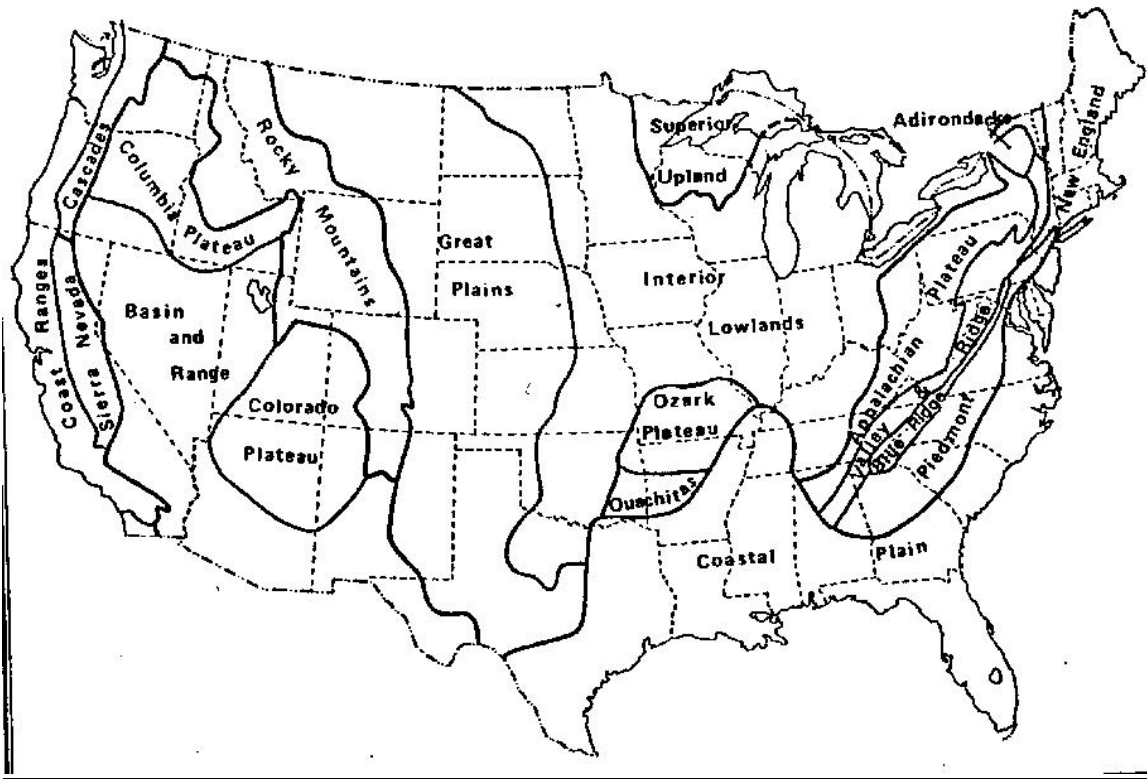 Superior
Upland
Adirondacks
New England
Cascades
Columbia
Plateau
Rocky
Mountains
Great
Plains
Interior
Lowlands
Coast Ranges
Sierra Nevada
Basin
and
Range
Colorado
Plateau
Ozark
Plateau
Ouachitas
Appalachian Plateau
Valley & Ridge
Blue Ridge
Piedmont
Coastal
Plain